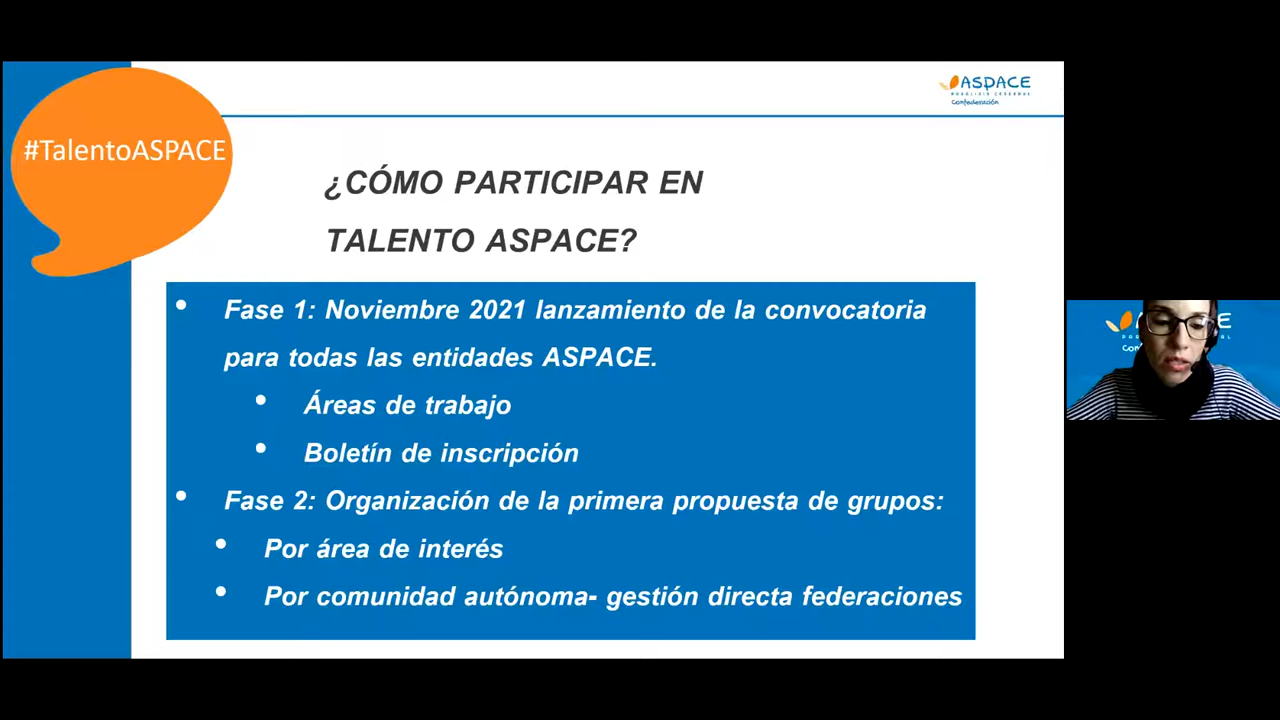 #TalentoASPACE
ASPACE
PARÁLISIS CEREBRAL
Confederación
¿CÓMO PARTICIPAR EN
TALENTO ASPACE?
• Fase 1: Noviembre 2021 lanzamiento de la convocatoria
para todas las entidades ASPACE.
• Áreas de trabajo
• Boletín de inscripción
• Fase 2: Organización de la primera propuesta de grupos:
• Por área de interés
• Por comunidad autónoma- gestión directa federaciones